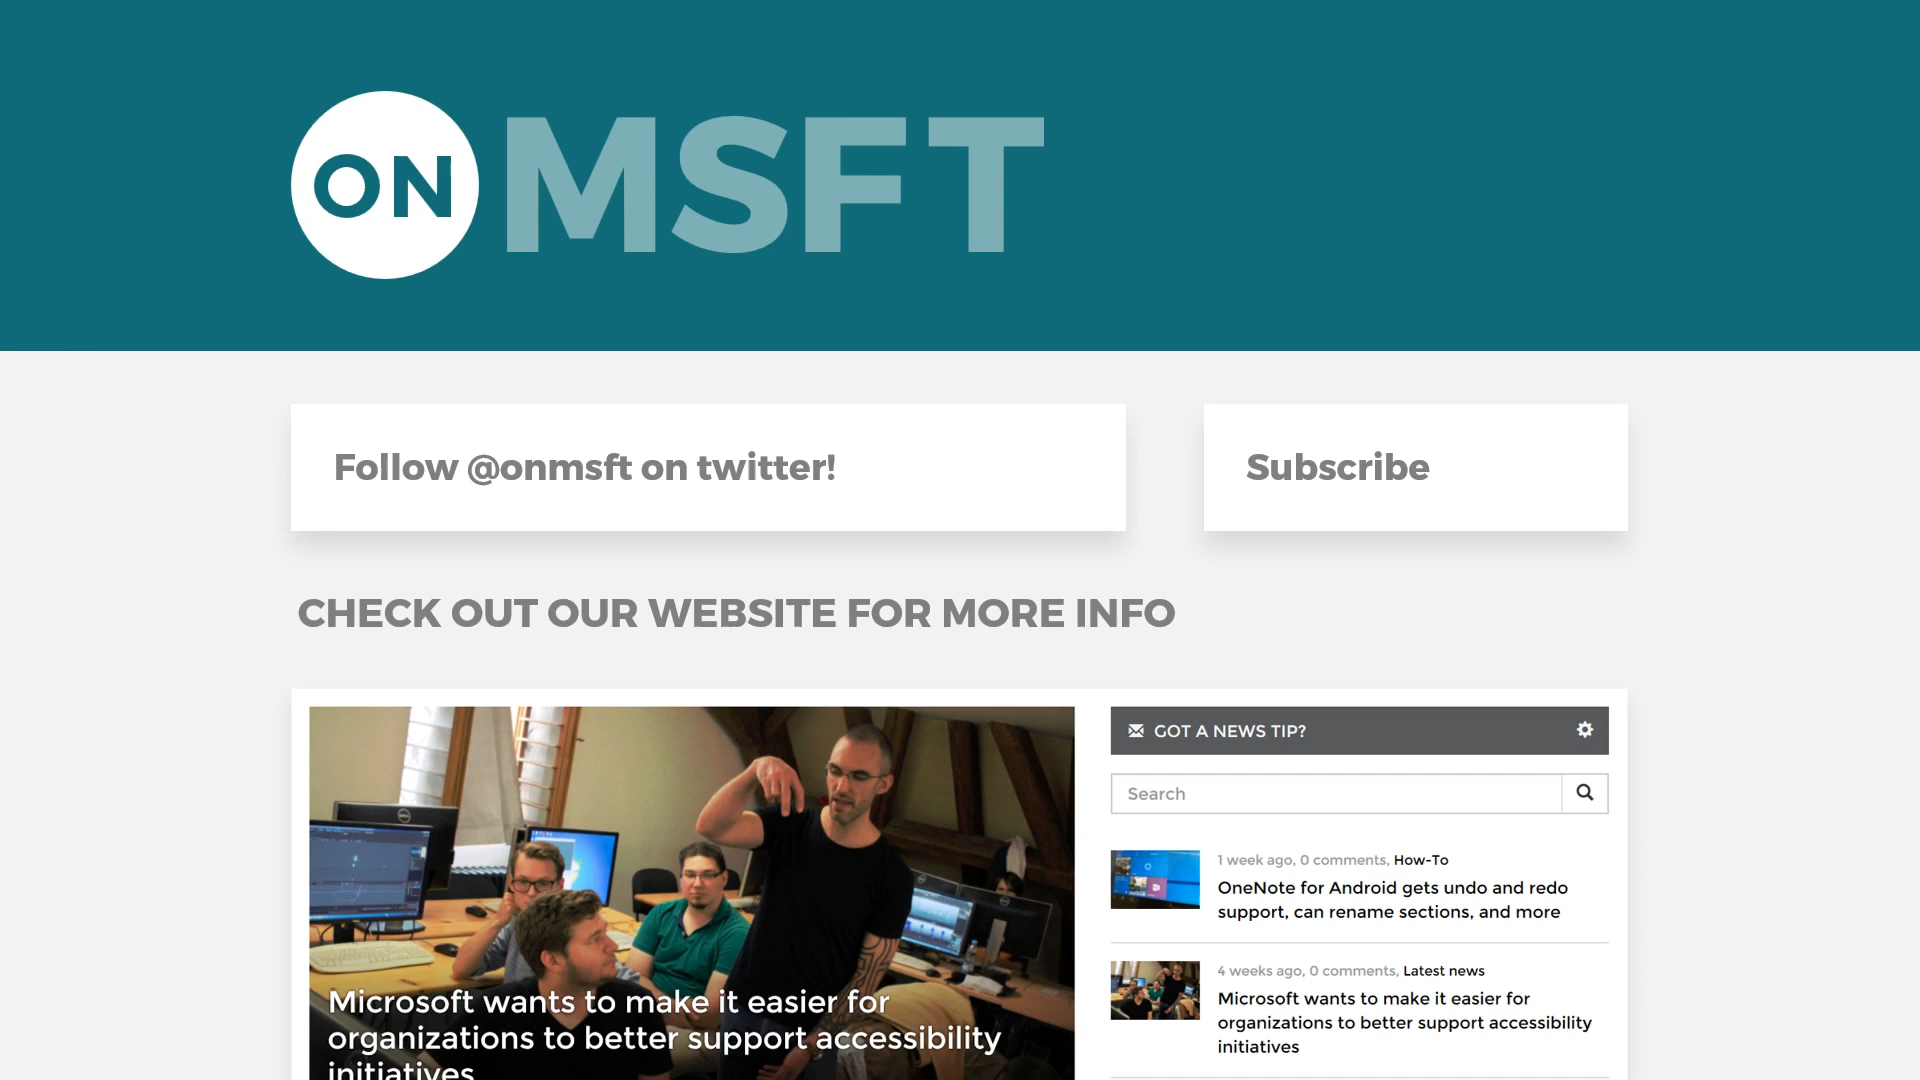 ON MSFT
Follow @onmsft on twitter!
Subscribe
CHECK OUT OUR WEBSITE FOR MORE INFO
Microsoft wants to make it easier for
organizations to better support accessibility
initiatives
GOT A NEWS TIP?
Search
1 week ago, 0 comments, How-To
OneNote for Android gets undo and redo
support, can rename sections, and more
4 weeks ago, 0 comments, Latest news
Microsoft wants to make it easier for
organizations to better support accessibility
initiatives